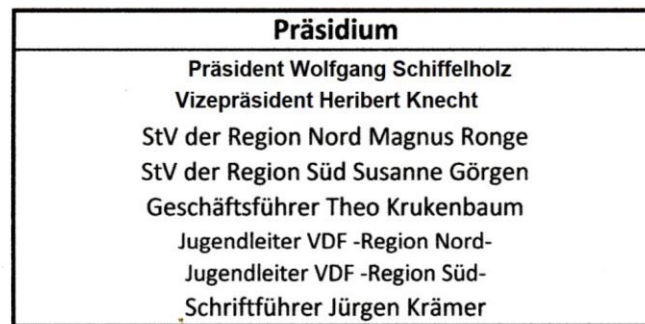 Präsidium
Präsident Wolfgang Schiffelholz
Vizepräsident Heribert Knecht
StV der Region Nord Magnus Ronge
StV der Region Süd Susanne Görgen
Geschäftsführer Theo Krukenbaum
Jugendleiter VDF -Region Nord-
Jugendleiter VDF -Region Süd-
Schriftführer Jürgen Krämer